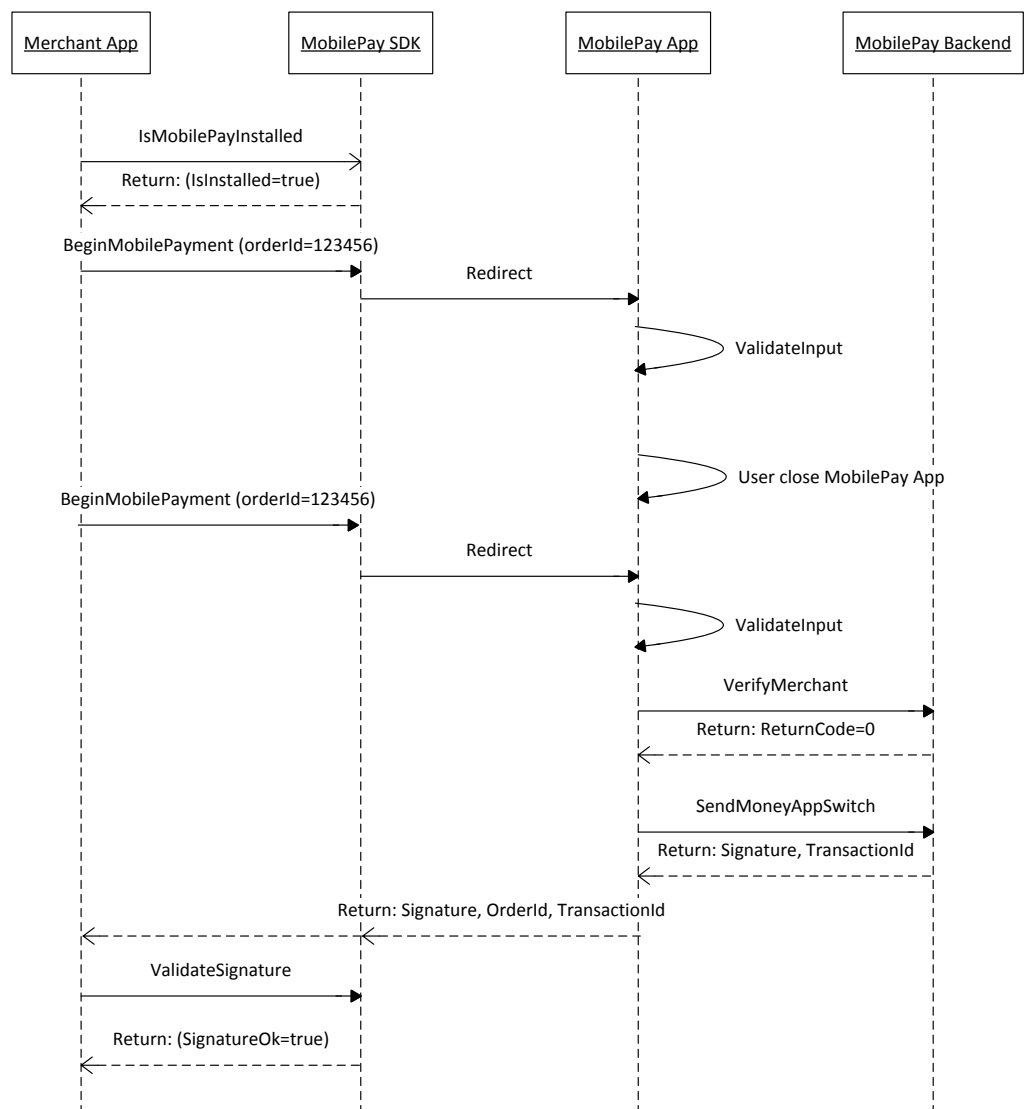 Merchant App
MobilePay SDK
MobilePay App
MobilePay Backend
IsMobilePayInstalled
Return: (IsInstalled=true)
BeginMobilePayment (orderId=123456)
Redirect
ValidateInput
User close MobilePay App
BeginMobilePayment (orderId=123456)
Redirect
ValidateInput
VerifyMerchant
Return: ReturnCode=0
SendMoneyAppSwitch
Return: Signature, TransactionId
Return: Signature, OrderId, TransactionId
ValidateSignature
Return: (SignatureOk=true)